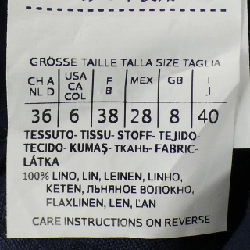 GRÖSSE TAILLE TALLA SIZE TAGLIA
CH A NL D USA CA CO L F B MEX GB I J
36 6 38 28 8 40
TESSUTO- TISSU- STOFF- TEJIDO-
TECIDO- KUMAŞ- ТКАНЬ- FABRIC-
LÁTKA
100% LINO, LIN, LEINEN, LINHO,
KETEN, ЛЬНЯНОЕ ВОЛОКНО,
FLAXLINEN, LEN, ĽAN
CARE INSTRUCTIONS ON REVERSE